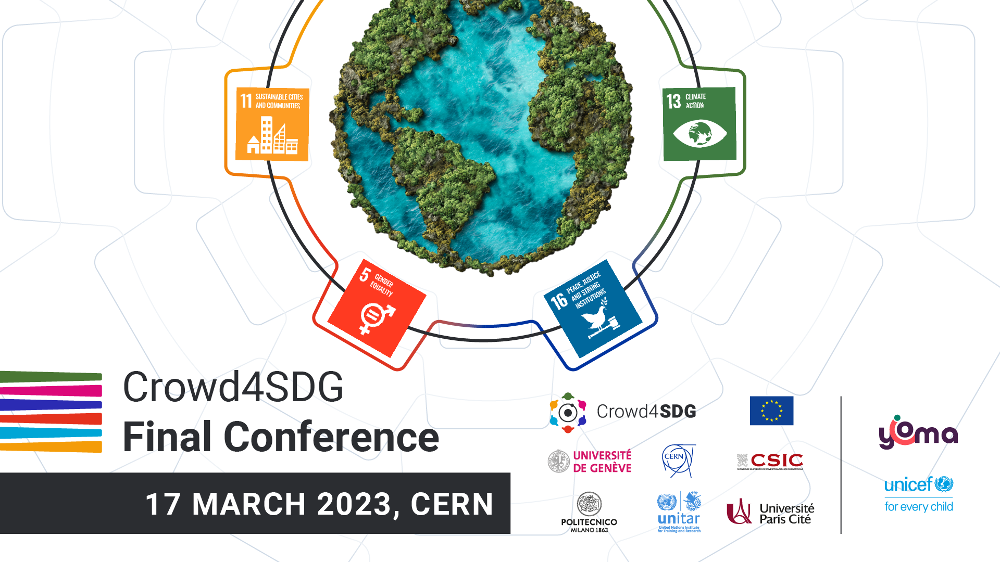 11 SUSTAINABLE CITIES
AND COMMUNITIES
13 CLIMATE
ACTION
5 GENDER
EQUALITY
16 PEACE, JUSTICE
AND STRONG
INSTITUTIONS
Crowd4SDG
Final Conference
17 MARCH 2023, CERN
Crowd4SDG
UNIVERSITÉ
DE GENÈVE
CERN
CSIC
CONSEJO SUPERIOR DE INVESTIGACIONES CIENTÍFICAS
POLITECNICO
MILANO 1863
unitar
United Nations Institute
for Training and Research
Université
Paris Cité
yoma
unicef
for every child